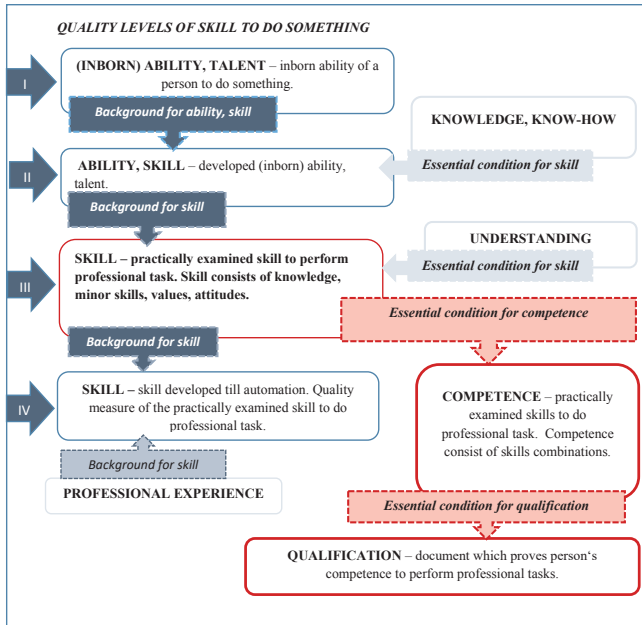 QUALITY LEVELS OF SKILL TO DO SOMETHING
I
(INBORN) ABILITY, TALENT – inborn ability of a
person to do something.
Background for ability, skill
KNOWLEDGE, KNOW-HOW
Essential condition for skill
II
ABILITY, SKILL – developed (inborn) ability,
talent.
Background for skill
UNDERSTANDING
Essential condition for skill
III
SKILL – practically examined skill to perform
professional task. Skill consists of knowledge,
minor skills, values, attitudes.
Essential condition for competence
Background for skill
IV
SKILL – skill developed till automation. Quality
measure of the practically examined skill to do
professional task.
COMPETENCE – practically
examined skills to do
professional task. Competence
consist of skills combinations.
Background for skill
PROFESSIONAL EXPERIENCE
Essential condition for qualification
QUALIFICATION – document which proves person‘s
competence to perform professional tasks.